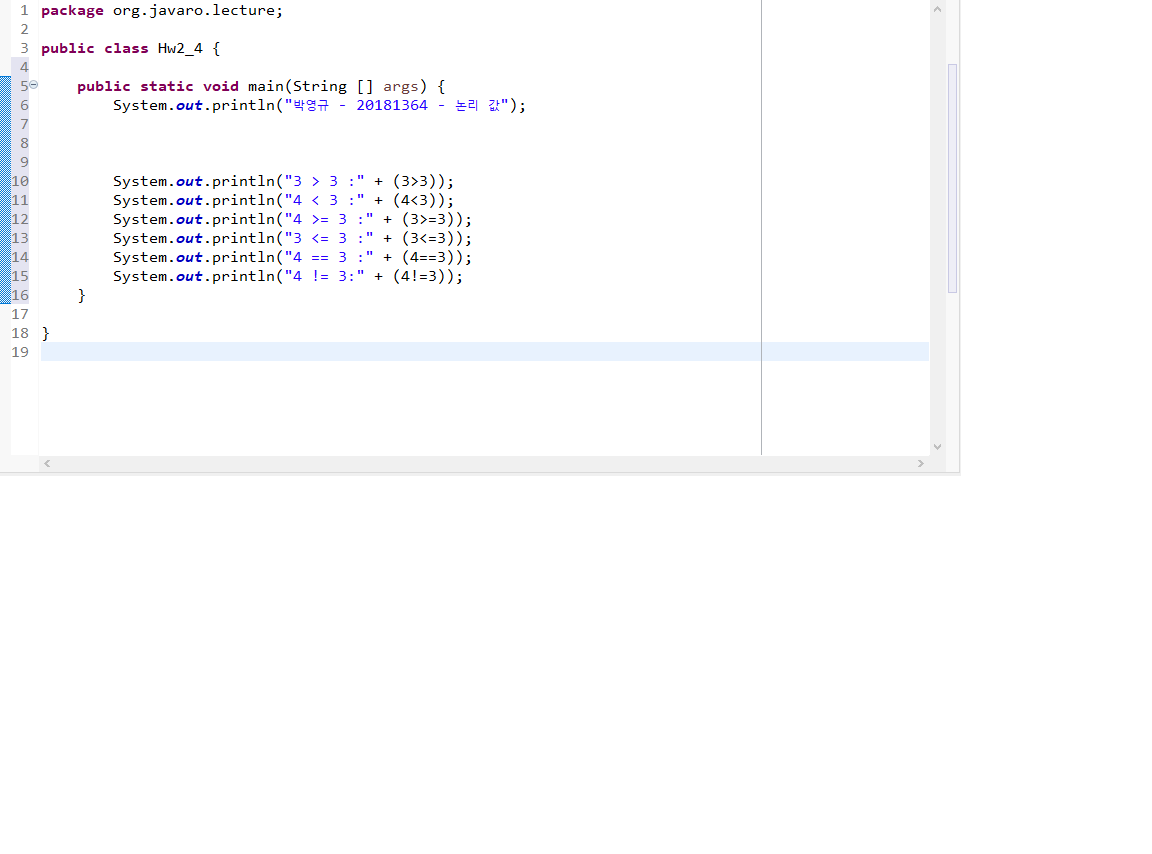 1 package org.javaro.lecture;
2
3 public class Hw2_4 {
4
5 public static void main(String [] args) {
6 System.out.println("박영규 - 20181364 - 논리 값");
7
8
9
10 System.out.println("3 > 3 :" + (3>3));
11 System.out.println("4 < 3 :" + (4<3));
12 System.out.println("4 >= 3 :" + (3>=3));
13 System.out.println("3 <= 3 :" + (3<=3));
14 System.out.println("4 == 3 :" + (4==3));
15 System.out.println("4 != 3:" + (4!=3));
16 }
17
18 }
19